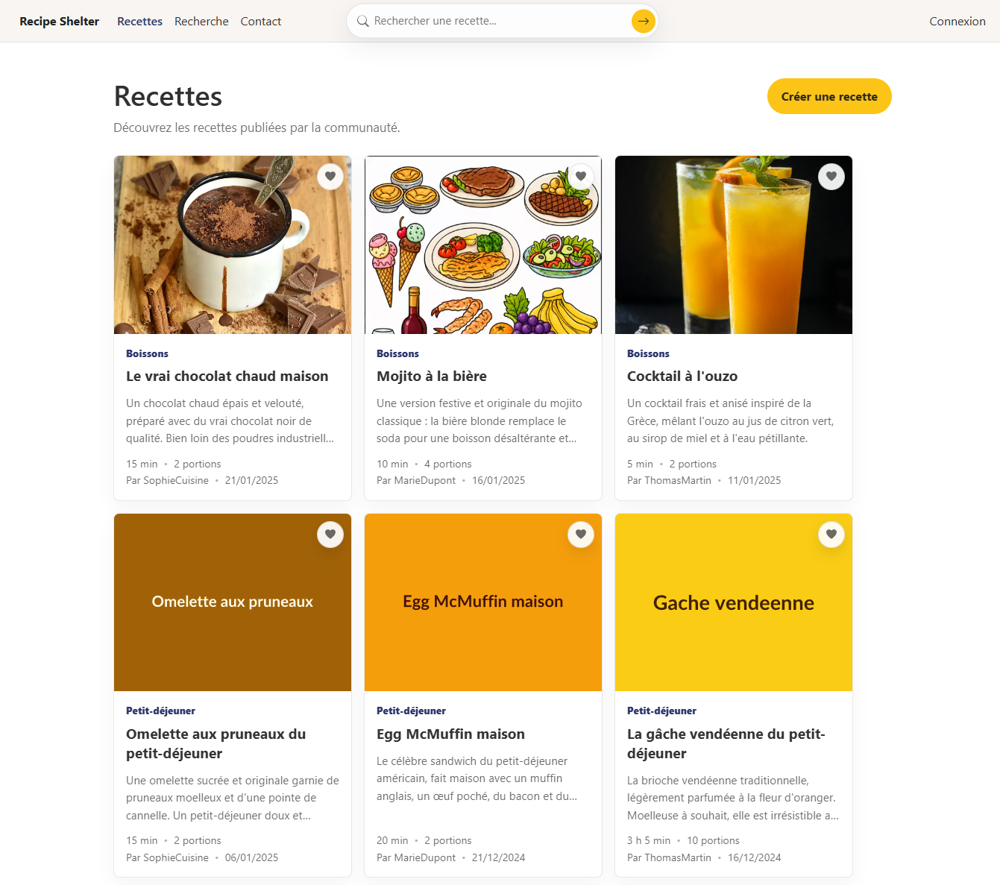 Recipe Shelter Recettes Recherche Contact Rechercher une recette... Connexion
Recettes
Créer une recette
Découvrez les recettes publiées par la communauté.
Boissons
Le vrai chocolat chaud maison
Un chocolat chaud épais et velouté,
préparé avec du vrai chocolat noir de
qualité. Bien loin des poudres industriell...
15 min • 2 portions
Par SophieCuisine • 21/01/2025
Boissons
Mojito à la bière
Une version festive et originale du mojito
classique : la bière blonde remplace le
soda pour une boisson désaltérante et...
10 min • 4 portions
Par MarieDupont • 16/01/2025
Boissons
Cocktail à l'ouzo
Un cocktail frais et anisé inspiré de la
Grèce, mêlant l'ouzo au jus de citron vert,
au sirop de miel et à l'eau pétillante.
5 min • 2 portions
Par ThomasMartin • 11/01/2025
Omelette aux pruneaux
Petit-déjeuner
Omelette aux pruneaux du
petit-déjeuner
Une omelette sucrée et originale garnie de
pruneaux moelleux et d'une pointe de
cannelle. Un petit-déjeuner doux et...
15 min • 2 portions
Par SophieCuisine • 06/01/2025
Egg McMuffin maison
Petit-déjeuner
Egg McMuffin maison
Le célèbre sandwich du petit-déjeuner
américain, fait maison avec un muffin
anglais, un œuf poché, du bacon et du...
20 min • 2 portions
Par MarieDupont • 21/12/2024
Gache vendeenne
Petit-déjeuner
La gâche vendéenne du petit-
déjeuner
La brioche vendéenne traditionnelle,
légèrement parfumée à la fleur d'oranger.
Moelleuse à souhait, elle est irrésistible a...
3 h 5 min • 10 portions
Par ThomasMartin • 16/12/2024